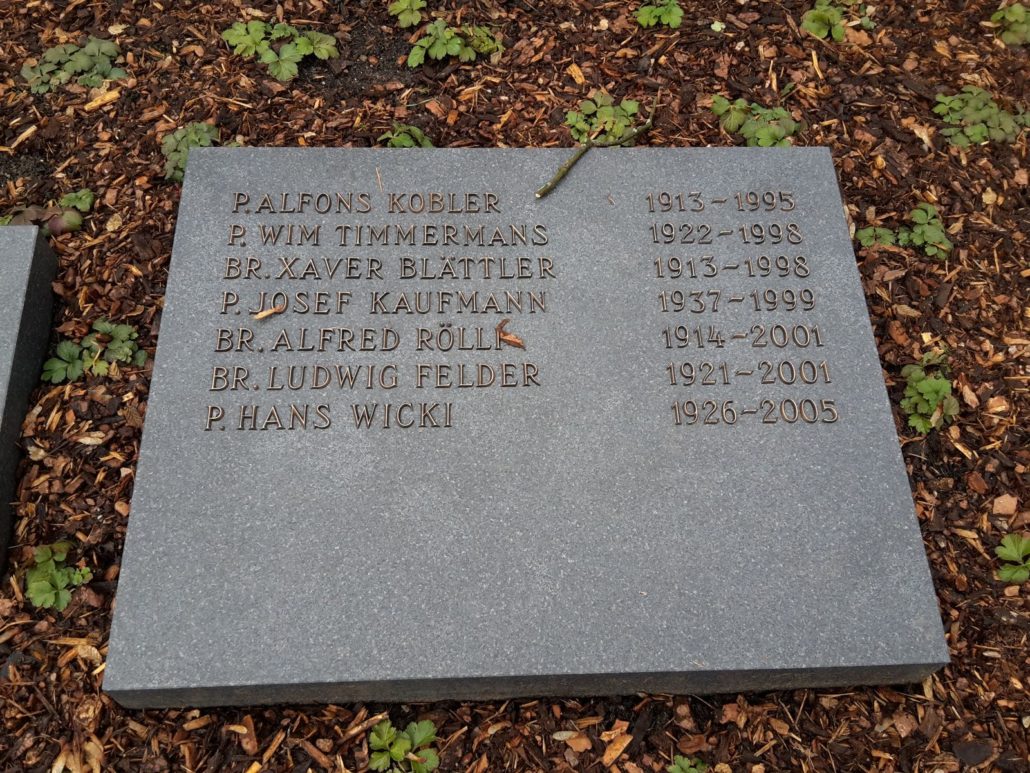 P. ALFONS KOBLER 1913–1995
P. WIM TIMMERMANS 1922–1998
BR. XAVER BLÄTTLER 1913–1998
P. JOSEF KAUFMANN 1937–1999
BR. ALFRED 1914–2001
BR. LUDWIG FELDER 1921–2001
P. HANS WICKI 1926–2005